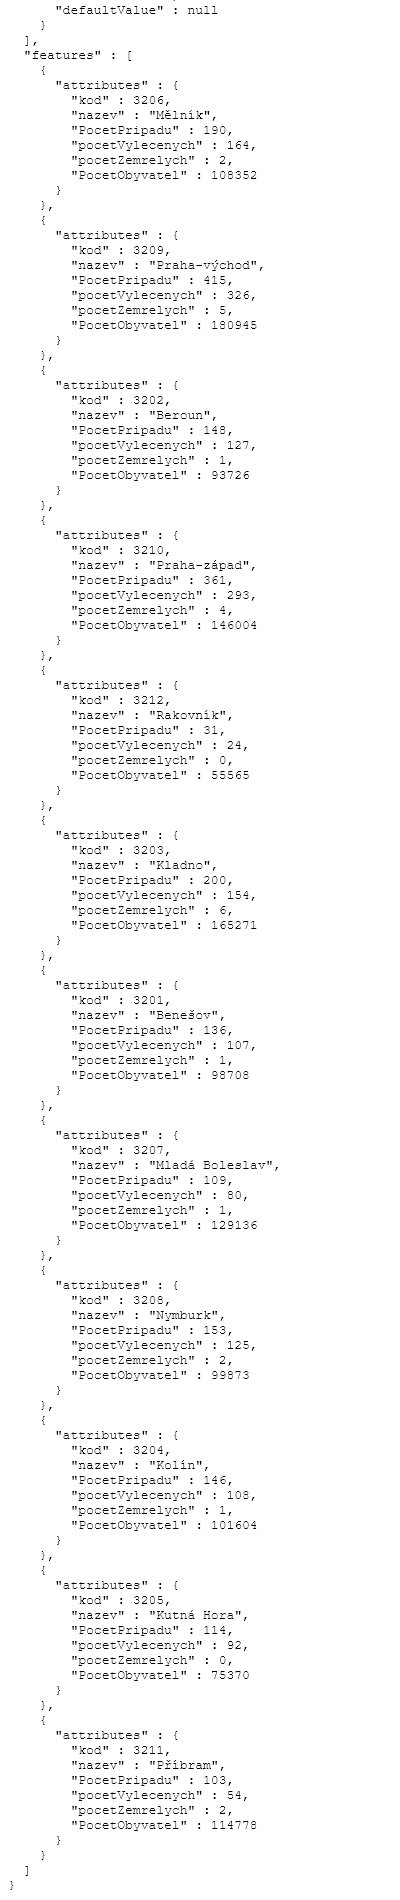 "defaultValue" : null
}
],
"features" : [
{
"attributes" : {
"kod" : 3206,
"nazev" : "Mělník",
"PocetPripadu" : 190,
"pocetVylecenych" : 164,
"pocetZemrelych" : 2,
"PocetObyvatel" : 108352
}
},
{
"attributes" : {
"kod" : 3209,
"nazev" : "Praha-východ",
"PocetPripadu" : 415,
"pocetVylecenych" : 326,
"pocetZemrelych" : 5,
"PocetObyvatel" : 180945
}
},
{
"attributes" : {
"kod" : 3202,
"nazev" : "Beroun",
"PocetPripadu" : 148,
"pocetVylecenych" : 127,
"pocetZemrelych" : 1,
"PocetObyvatel" : 93726
}
},
{
"attributes" : {
"kod" : 3210,
"nazev" : "Praha-západ",
"PocetPripadu" : 361,
"pocetVylecenych" : 293,
"pocetZemrelych" : 4,
"PocetObyvatel" : 146004
}
},
{
"attributes" : {
"kod" : 3212,
"nazev" : "Rakovník",
"PocetPripadu" : 31,
"pocetVylecenych" : 24,
"pocetZemrelych" : 0,
"PocetObyvatel" : 55565
}
},
{
"attributes" : {
"kod" : 3203,
"nazev" : "Kladno",
"PocetPripadu" : 200,
"pocetVylecenych" : 154,
"pocetZemrelych" : 6,
"PocetObyvatel" : 165271
}
},
{
"attributes" : {
"kod" : 3201,
"nazev" : "Benešov",
"PocetPripadu" : 136,
"pocetVylecenych" : 107,
"pocetZemrelych" : 1,
"PocetObyvatel" : 98708
}
},
{
"attributes" : {
"kod" : 3207,
"nazev" : "Mladá Boleslav",
"PocetPripadu" : 109,
"pocetVylecenych" : 80,
"pocetZemrelych" : 1,
"PocetObyvatel" : 129136
}
},
{
"attributes" : {
"kod" : 3208,
"nazev" : "Nymburk",
"PocetPripadu" : 153,
"pocetVylecenych" : 125,
"pocetZemrelych" : 2,
"PocetObyvatel" : 99873
}
},
{
"attributes" : {
"kod" : 3204,
"nazev" : "Kolín",
"PocetPripadu" : 146,
"pocetVylecenych" : 108,
"pocetZemrelych" : 1,
"PocetObyvatel" : 101604
}
},
{
"attributes" : {
"kod" : 3205,
"nazev" : "Kutná Hora",
"PocetPripadu" : 114,
"pocetVylecenych" : 92,
"pocetZemrelych" : 0,
"PocetObyvatel" : 75370
}
},
{
"attributes" : {
"kod" : 3211,
"nazev" : "Příbram",
"PocetPripadu" : 103,
"pocetVylecenych" : 54,
"pocetZemrelych" : 2,
"PocetObyvatel" : 114778
}
}
]
}